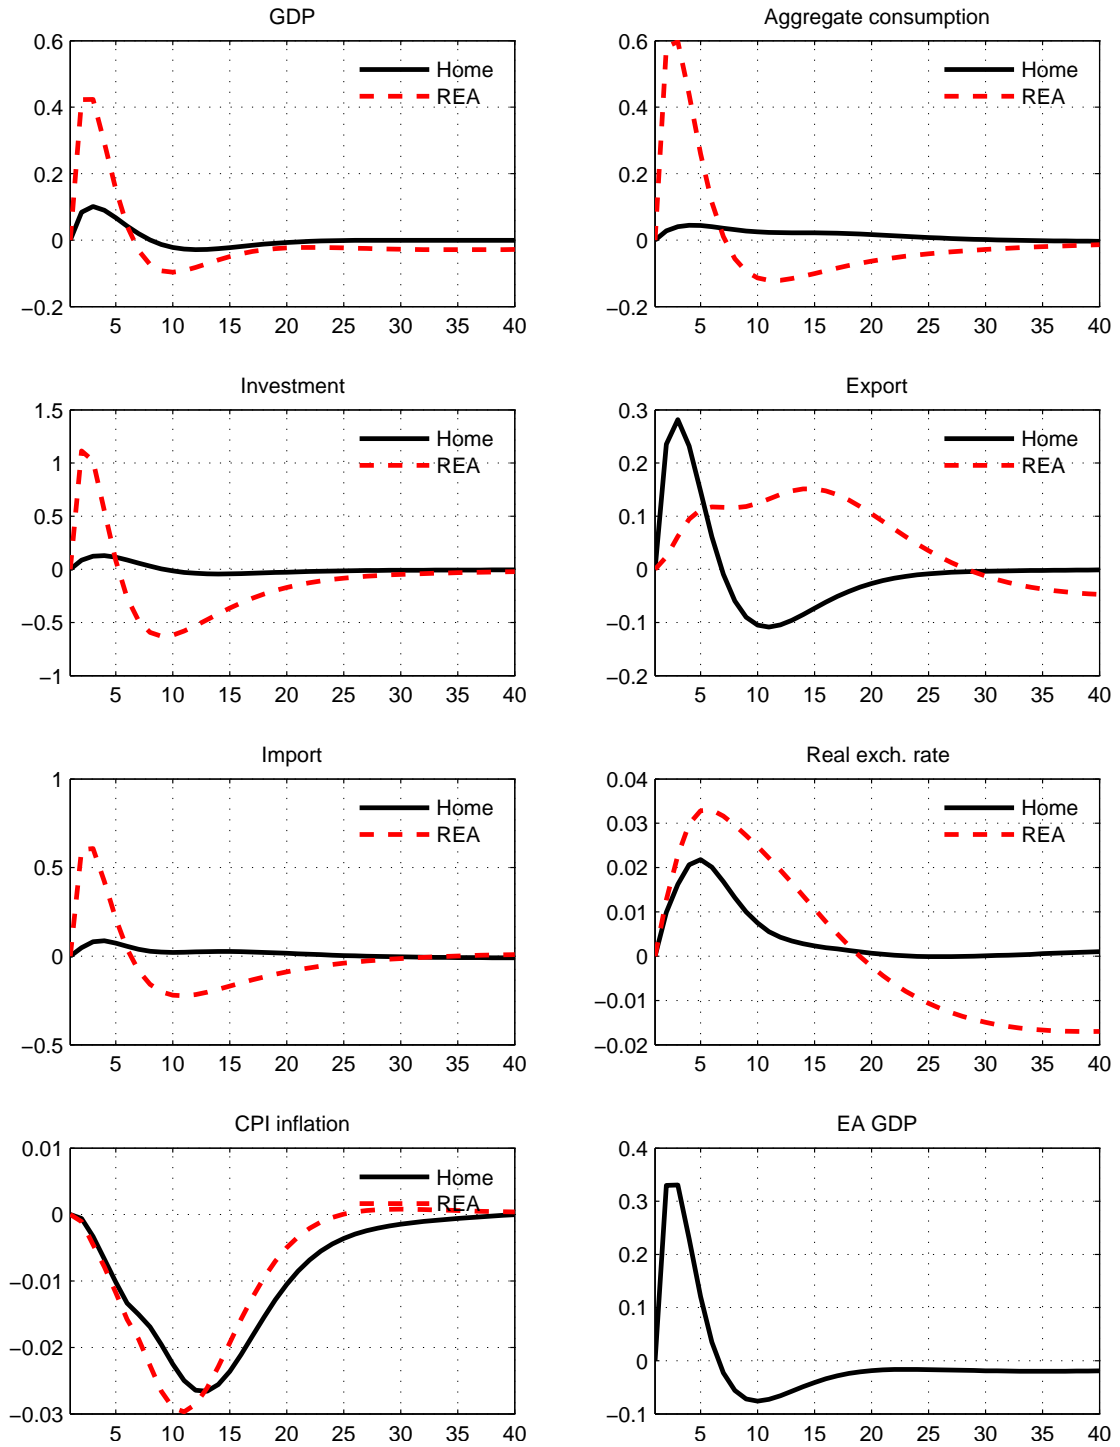 GDP
0.6
0.4
0.2
0
−0.2
5 10 15 20 25 30 35 40
Home
REA
Aggregate consumption
0.6
0.4
0.2
0
−0.2
5 10 15 20 25 30 35 40
Home
REA
Investment
1.5
1
0.5
0
−0.5
−1
5 10 15 20 25 30 35 40
Home
REA
Export
0.3
0.2
0.1
0
−0.1
−0.2
5 10 15 20 25 30 35 40
Home
REA
Import
1
0.5
0
−0.5
5 10 15 20 25 30 35 40
Home
REA
Real exch. rate
0.04
0.03
0.02
0.01
0
−0.01
−0.02
5 10 15 20 25 30 35 40
Home
REA
CPI inflation
0.01
0
−0.01
−0.02
−0.03
5 10 15 20 25 30 35 40
Home
REA
EA GDP
0.4
0.3
0.2
0.1
0
−0.1
5 10 15 20 25 30 35 40